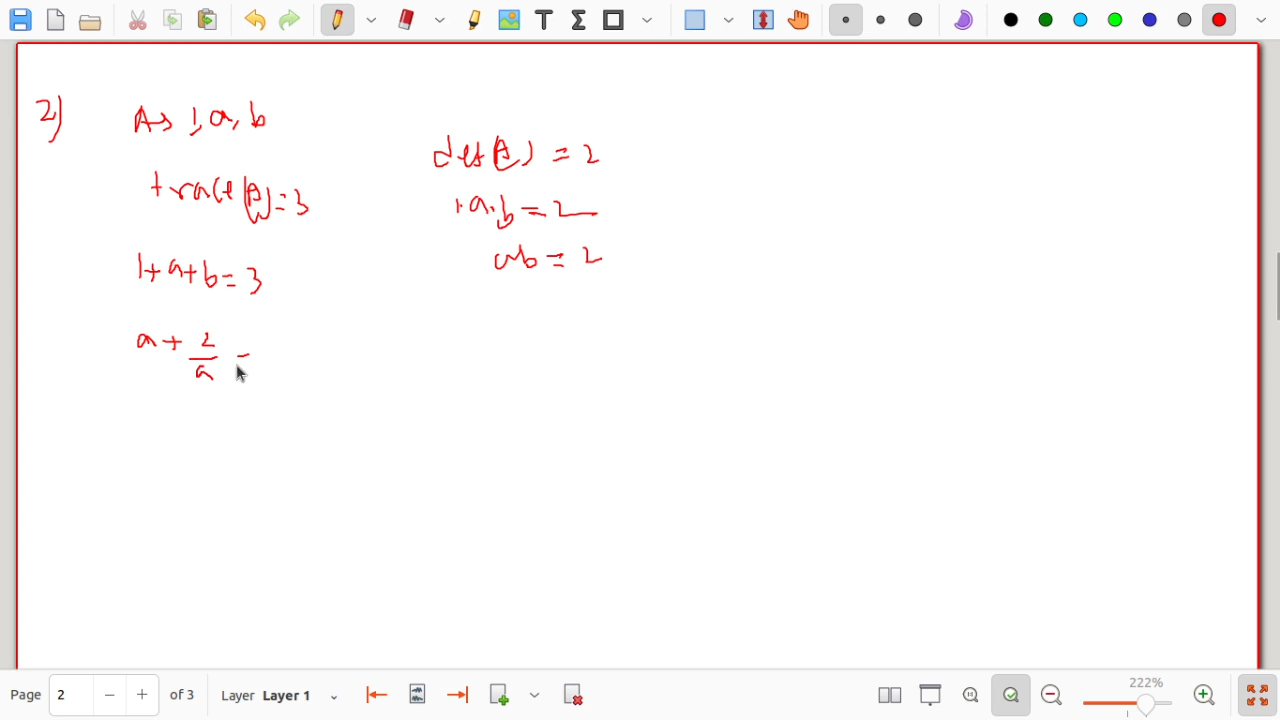 2)
A → 1, a, b
trace(A) = 3
1+a+b = 3
a + 2/a =
det(A) = 2
1.a.b = 2
ab = 2
Page 2 of 3 Layer Layer 1 222%